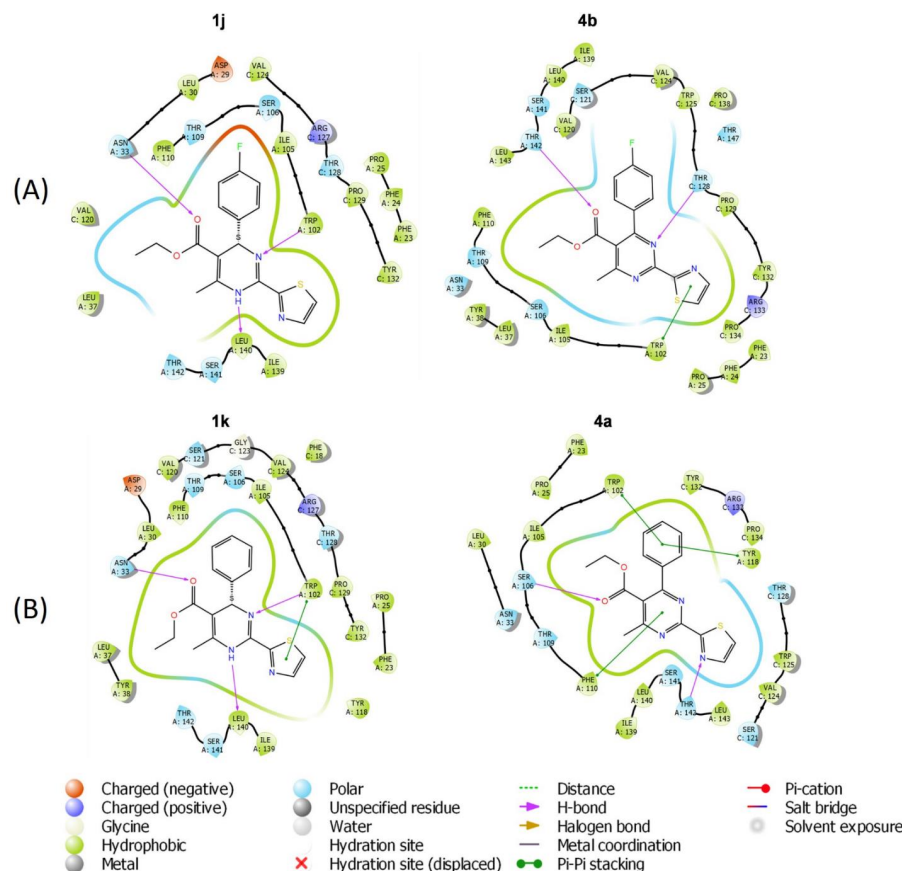 1j
ASP
A: 29
VAL
C: 124
LEU
A: 30
SER
A: 106
ARG
C: 127
THR
A: 109
ASN
A: 33
PHE
A: 110
ILE
A: 105
THR
C: 128
PRO
A: 25
F
PRO
C: 129
PHE
A: 24
(A)
VAL
C: 120
O
TRP
A: 102
PHE
A: 23
S
O
N
TYR
C: 132
LEU
A: 37
N
H
S
N
LEU
A: 140
THR
A: 142
SER
A: 141
ILE
A: 139
4b
ILE
A: 139
LEU
A: 140
VAL
C: 124
SER
A: 141
SER
C: 121
TRP
C: 125
PRO
C: 138
VAL
C: 120
THR
A: 142
THR
A: 147
LEU
A: 143
F
THR
C: 128
PRO
C: 129
PHE
A: 110
O
O
N
THR
A: 109
N
N
TYR
C: 132
ASN
A: 33
S
ARG
C: 133
TYR
A: 38
SER
A: 106
LEU
A: 37
ILE
A: 105
PRO
C: 134
TRP
A: 102
PHE
A: 23
PHE
A: 24
PRO
A: 25
1k
SER
C: 121
GLY
C: 123
PHE
C: 18
VAL
C: 120
VAL
C: 124
ASP
A: 29
THR
A: 109
SER
A: 106
ILE
A: 105
ARG
C: 127
PHE
A: 110
LEU
A: 30
THR
C: 128
ASN
A: 33
O
TRP
A: 102
PRO
C: 129
PRO
A: 25
(B)
O
N
TYR
C: 132
N
H
S
N
PHE
A: 23
LEU
A: 37
TYR
A: 38
TYR
A: 118
THR
A: 142
LEU
A: 140
SER
A: 141
ILE
A: 139
4a
PHE
A: 23
TRP
A: 102
TYR
C: 132
PRO
A: 25
ARG
C: 133
ILE
A: 105
PRO
C: 134
LEU
A: 30
TYR
A: 118
SER
A: 106
O
O
N
THR
C: 128
ASN
A: 33
THR
A: 109
N
S
N
PHE
A: 110
SER
A: 141
TRP
C: 125
LEU
A: 140
THR
A: 142
LEU
A: 143
VAL
C: 124
ILE
A: 139
SER
C: 121
Charged (negative)
Charged (positive)
Glycine
Hydrophobic
Metal
Polar
Unspecified residue
Water
Hydration site
Hydration site (displaced)
Distance
H-bond
Halogen bond
Metal coordination
Pi-Pi stacking
Pi-cation
Salt bridge
Solvent exposure